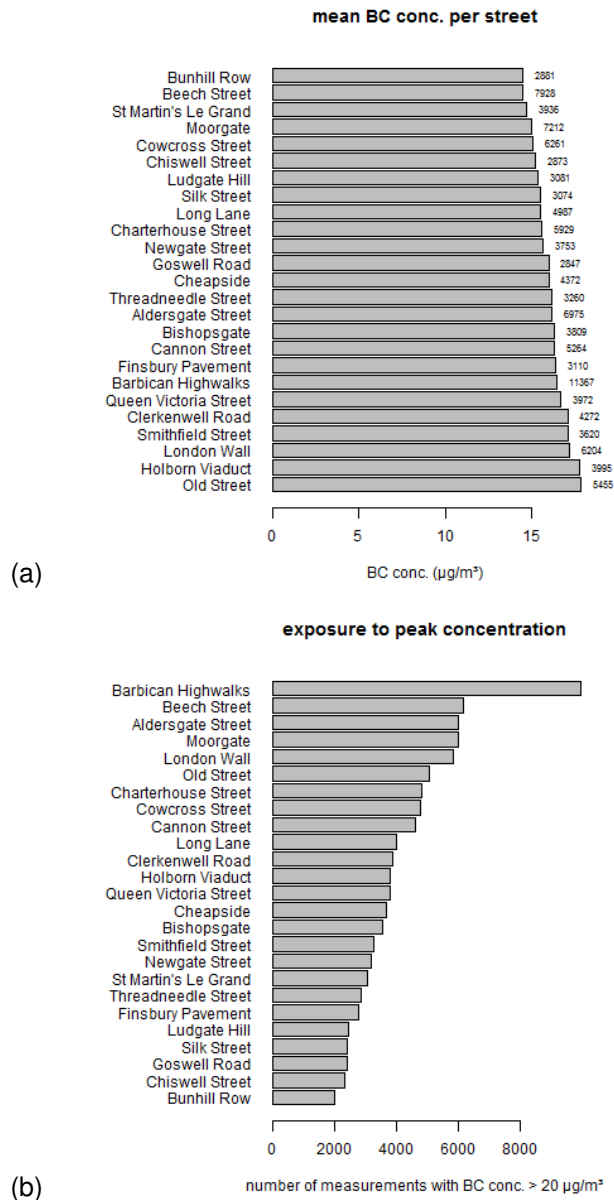 mean BC conc. per street
Bunhill Row 2881
Beech Street 7928
St Martin's Le Grand 3936
Moorgate 7212
Cowcross Street 6261
Chiswell Street 2873
Ludgate Hill 3081
Silk Street 3074
Long Lane 4987
Charterhouse Street 5929
Newgate Street 3753
Goswell Road 2847
Cheapside 4372
Threadneedle Street 3260
Aldersgate Street 6975
Bishopsgate 3809
Cannon Street 5264
Finsbury Pavement 3110
Barbican Highwalks 11367
Queen Victoria Street 3972
Clerkenwell Road 4272
Smithfield Street 3620
London Wall 6204
Holborn Viaduct 3995
Old Street 5455
0 5 10 15
(a) BC conc. (µg/m³)
exposure to peak concentration
Barbican Highwalks
Beech Street
Aldersgate Street
Moorgate
London Wall
Old Street
Charterhouse Street
Cowcross Street
Cannon Street
Long Lane
Clerkenwell Road
Holborn Viaduct
Queen Victoria Street
Cheapside
Bishopsgate
Smithfield Street
Newgate Street
St Martin's Le Grand
Threadneedle Street
Finsbury Pavement
Ludgate Hill
Silk Street
Goswell Road
Chiswell Street
Bunhill Row
0 2000 4000 6000 8000
(b) number of measurements with BC conc. > 20 µg/m³